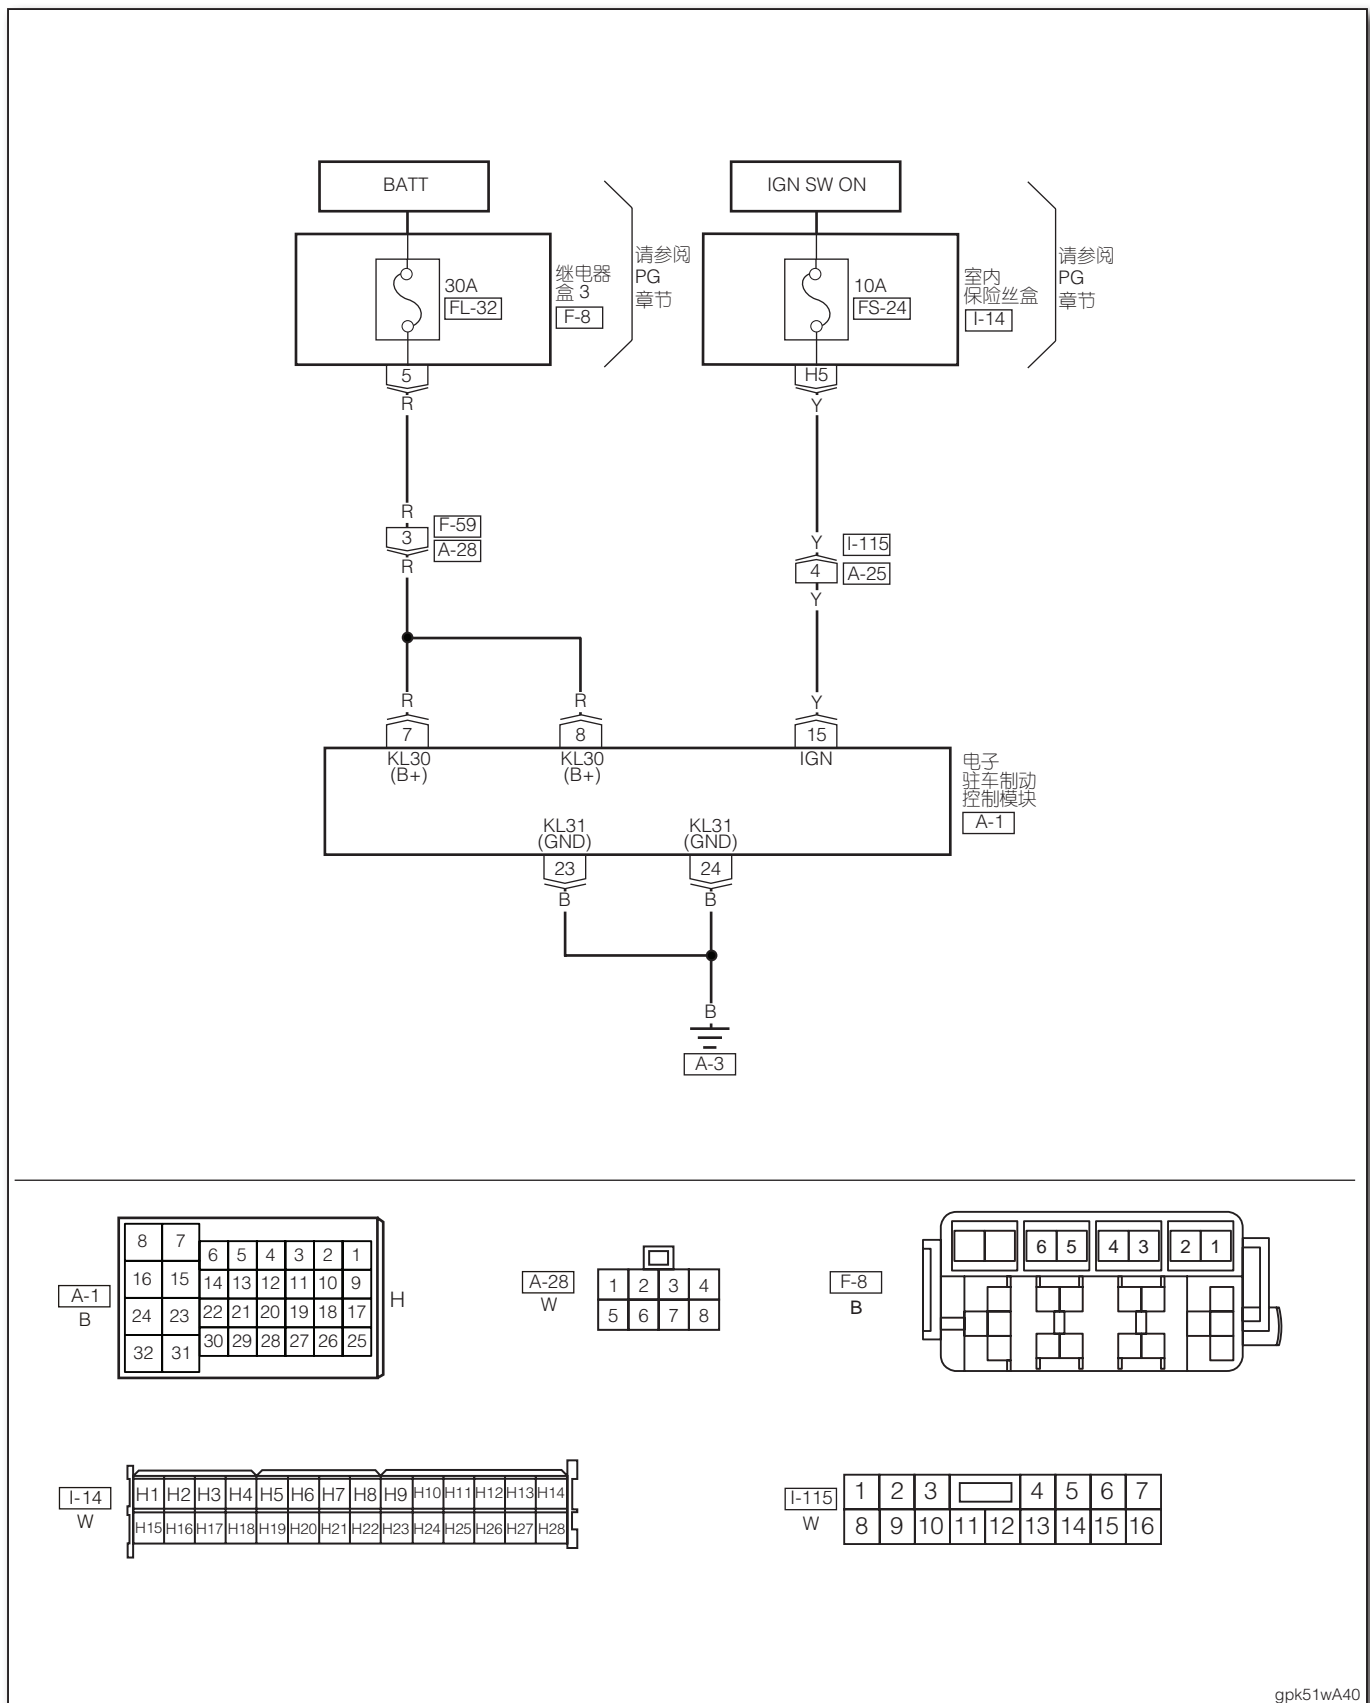 BATT
IGN SW ON
30A
FL-32
继电器
盒 3
F-8
请参阅
PG
章节
10A
FS-24
室内
保险丝盒
I-14
请参阅
PG
章节
5
H5
R
Y
R
3
F-59
A-28
R
Y
I-115
4
A-25
Y
R
R
Y
7
8
15
KL30
(B+)
KL30
(B+)
IGN
电子
驻车制动
控制模块
A-1
KL31
(GND)
KL31
(GND)
23
24
B
B
B
A-3
A-1
B
8 7
6 5 4 3 2 1
16 15 14 13 12 11 10 9
24 23 22 21 20 19 18 17
32 31 30 29 28 27 26 25
H
A-28
W
1 2 3 4
5 6 7 8
F-8
B
6 5 4 3 2 1
I-14
W
H1 H2 H3 H4 H5 H6 H7 H8 H9 H10 H11 H12 H13 H14
H15 H16 H17 H18 H19 H20 H21 H22 H23 H24 H25 H26 H27 H28
I-115
W
1 2 3 4 5 6 7
8 9 10 11 12 13 14 15 16
gpk51wA40